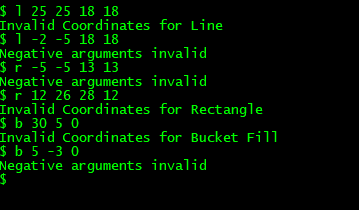 $ l 25 25 18 18
Invalid Coordinates for Line
$ l -2 -5 18 18
Negative arguments invalid
$ r -5 -5 13 13
Negative arguments invalid
$ r 12 26 28 12
Invalid Coordinates for Rectangle
$ b 30 5 0
Invalid Coordinates for Bucket Fill
$ b 5 -3 0
Negative arguments invalid
$